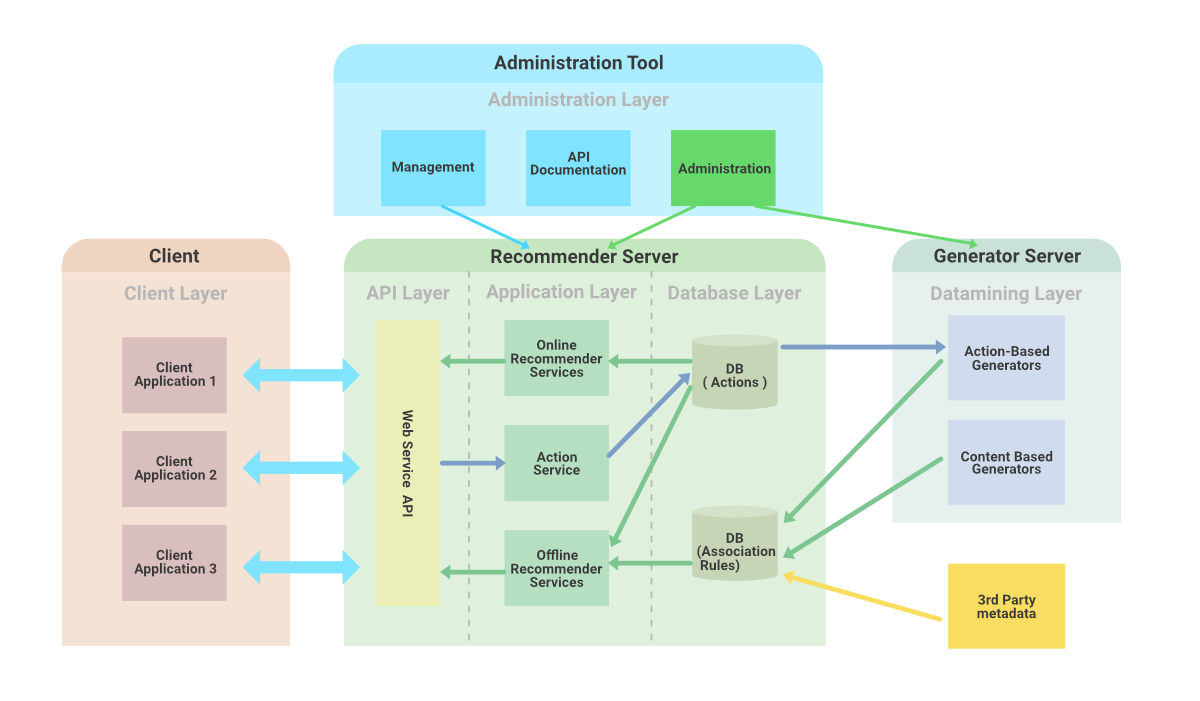 Administration Tool
Administration Layer
Management
API
Documentation
Administration
Client
Client Layer
Client
Application 1
Client
Application 2
Client
Application 3
Recommender Server
API Layer
Application Layer
Database Layer
Web Service API
Online
Recommender
Services
Action
Service
Offline
Recommender
Services
DB
( Actions )
DB
(Association
Rules)
Generator Server
Datamining Layer
Action-Based
Generators
Content Based
Generators
3rd Party
metadata